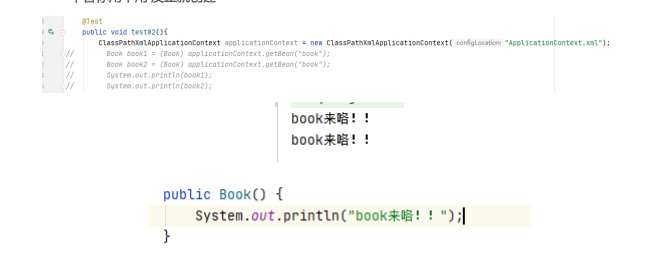 @Test
public void test02(){
ClassPathXmlApplicationContext applicationContext = new ClassPathXmlApplicationContext( configLocation: "ApplicationContext.xml");
// Book book1 = (Book) applicationContext.getBean("book");
// Book book2 = (Book) applicationContext.getBean("book");
// System.out.println(book1);
// System.out.println(book2);
book来咯！！
book来咯！！
public Book() {
System.out.println("book来咯！！");
}